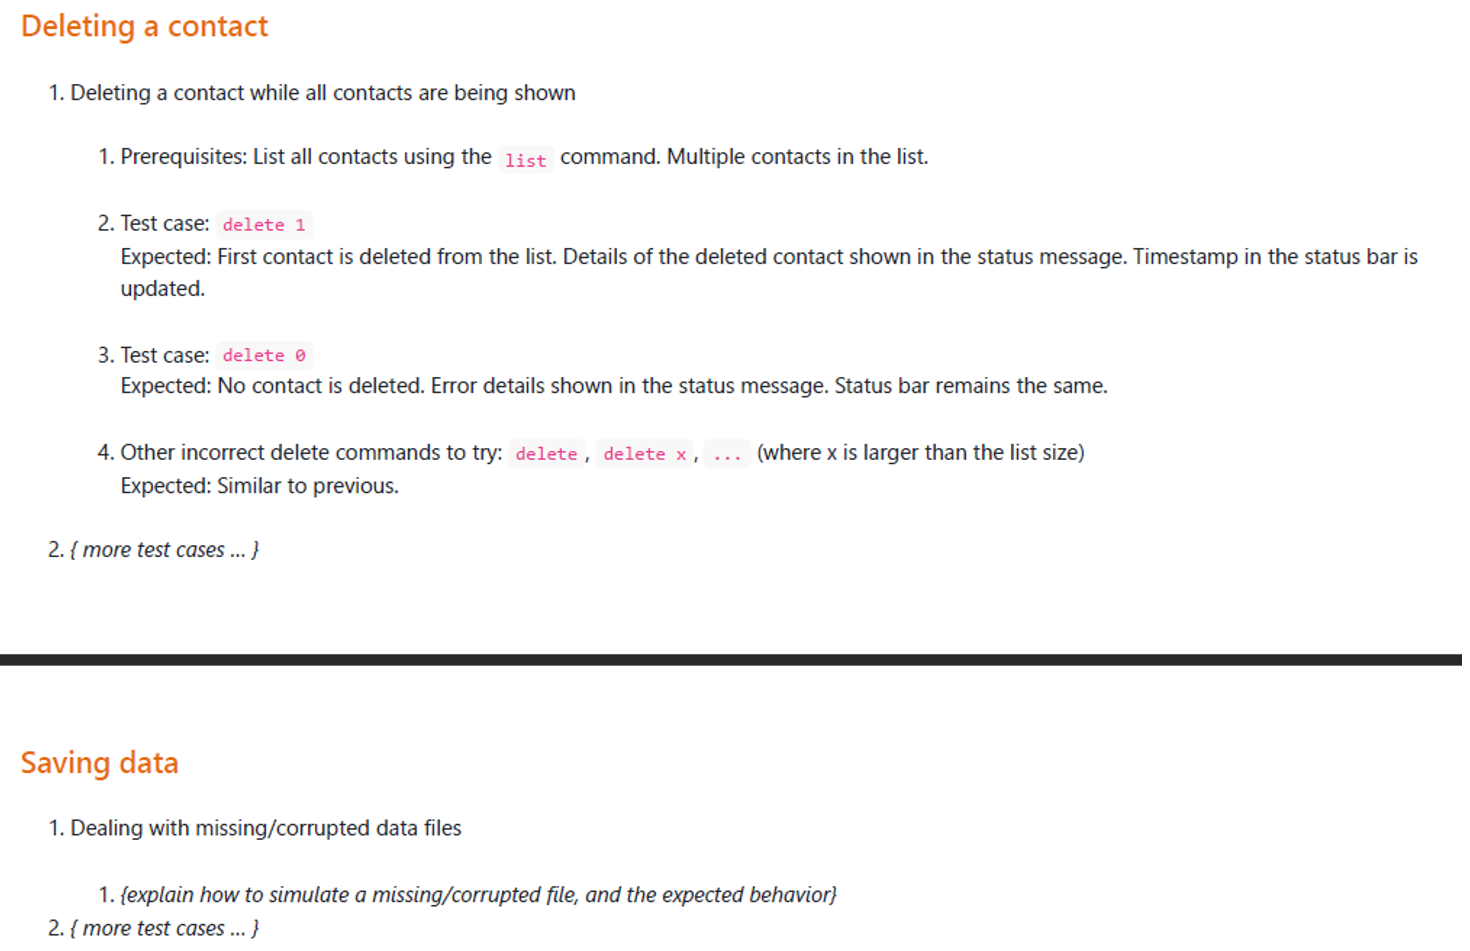 Deleting a contact
1. Deleting a contact while all contacts are being shown
1. Prerequisites: List all contacts using the list command. Multiple contacts in the list.
2. Test case: delete 1
Expected: First contact is deleted from the list. Details of the deleted contact shown in the status message. Timestamp in the status bar is
updated.
3. Test case: delete 0
Expected: No contact is deleted. Error details shown in the status message. Status bar remains the same.
4. Other incorrect delete commands to try: delete, delete x, ... (where x is larger than the list size)
Expected: Similar to previous.
2. { more test cases ... }
Saving data
1. Dealing with missing/corrupted data files
1. {explain how to simulate a missing/corrupted file, and the expected behavior}
2. { more test cases ... }